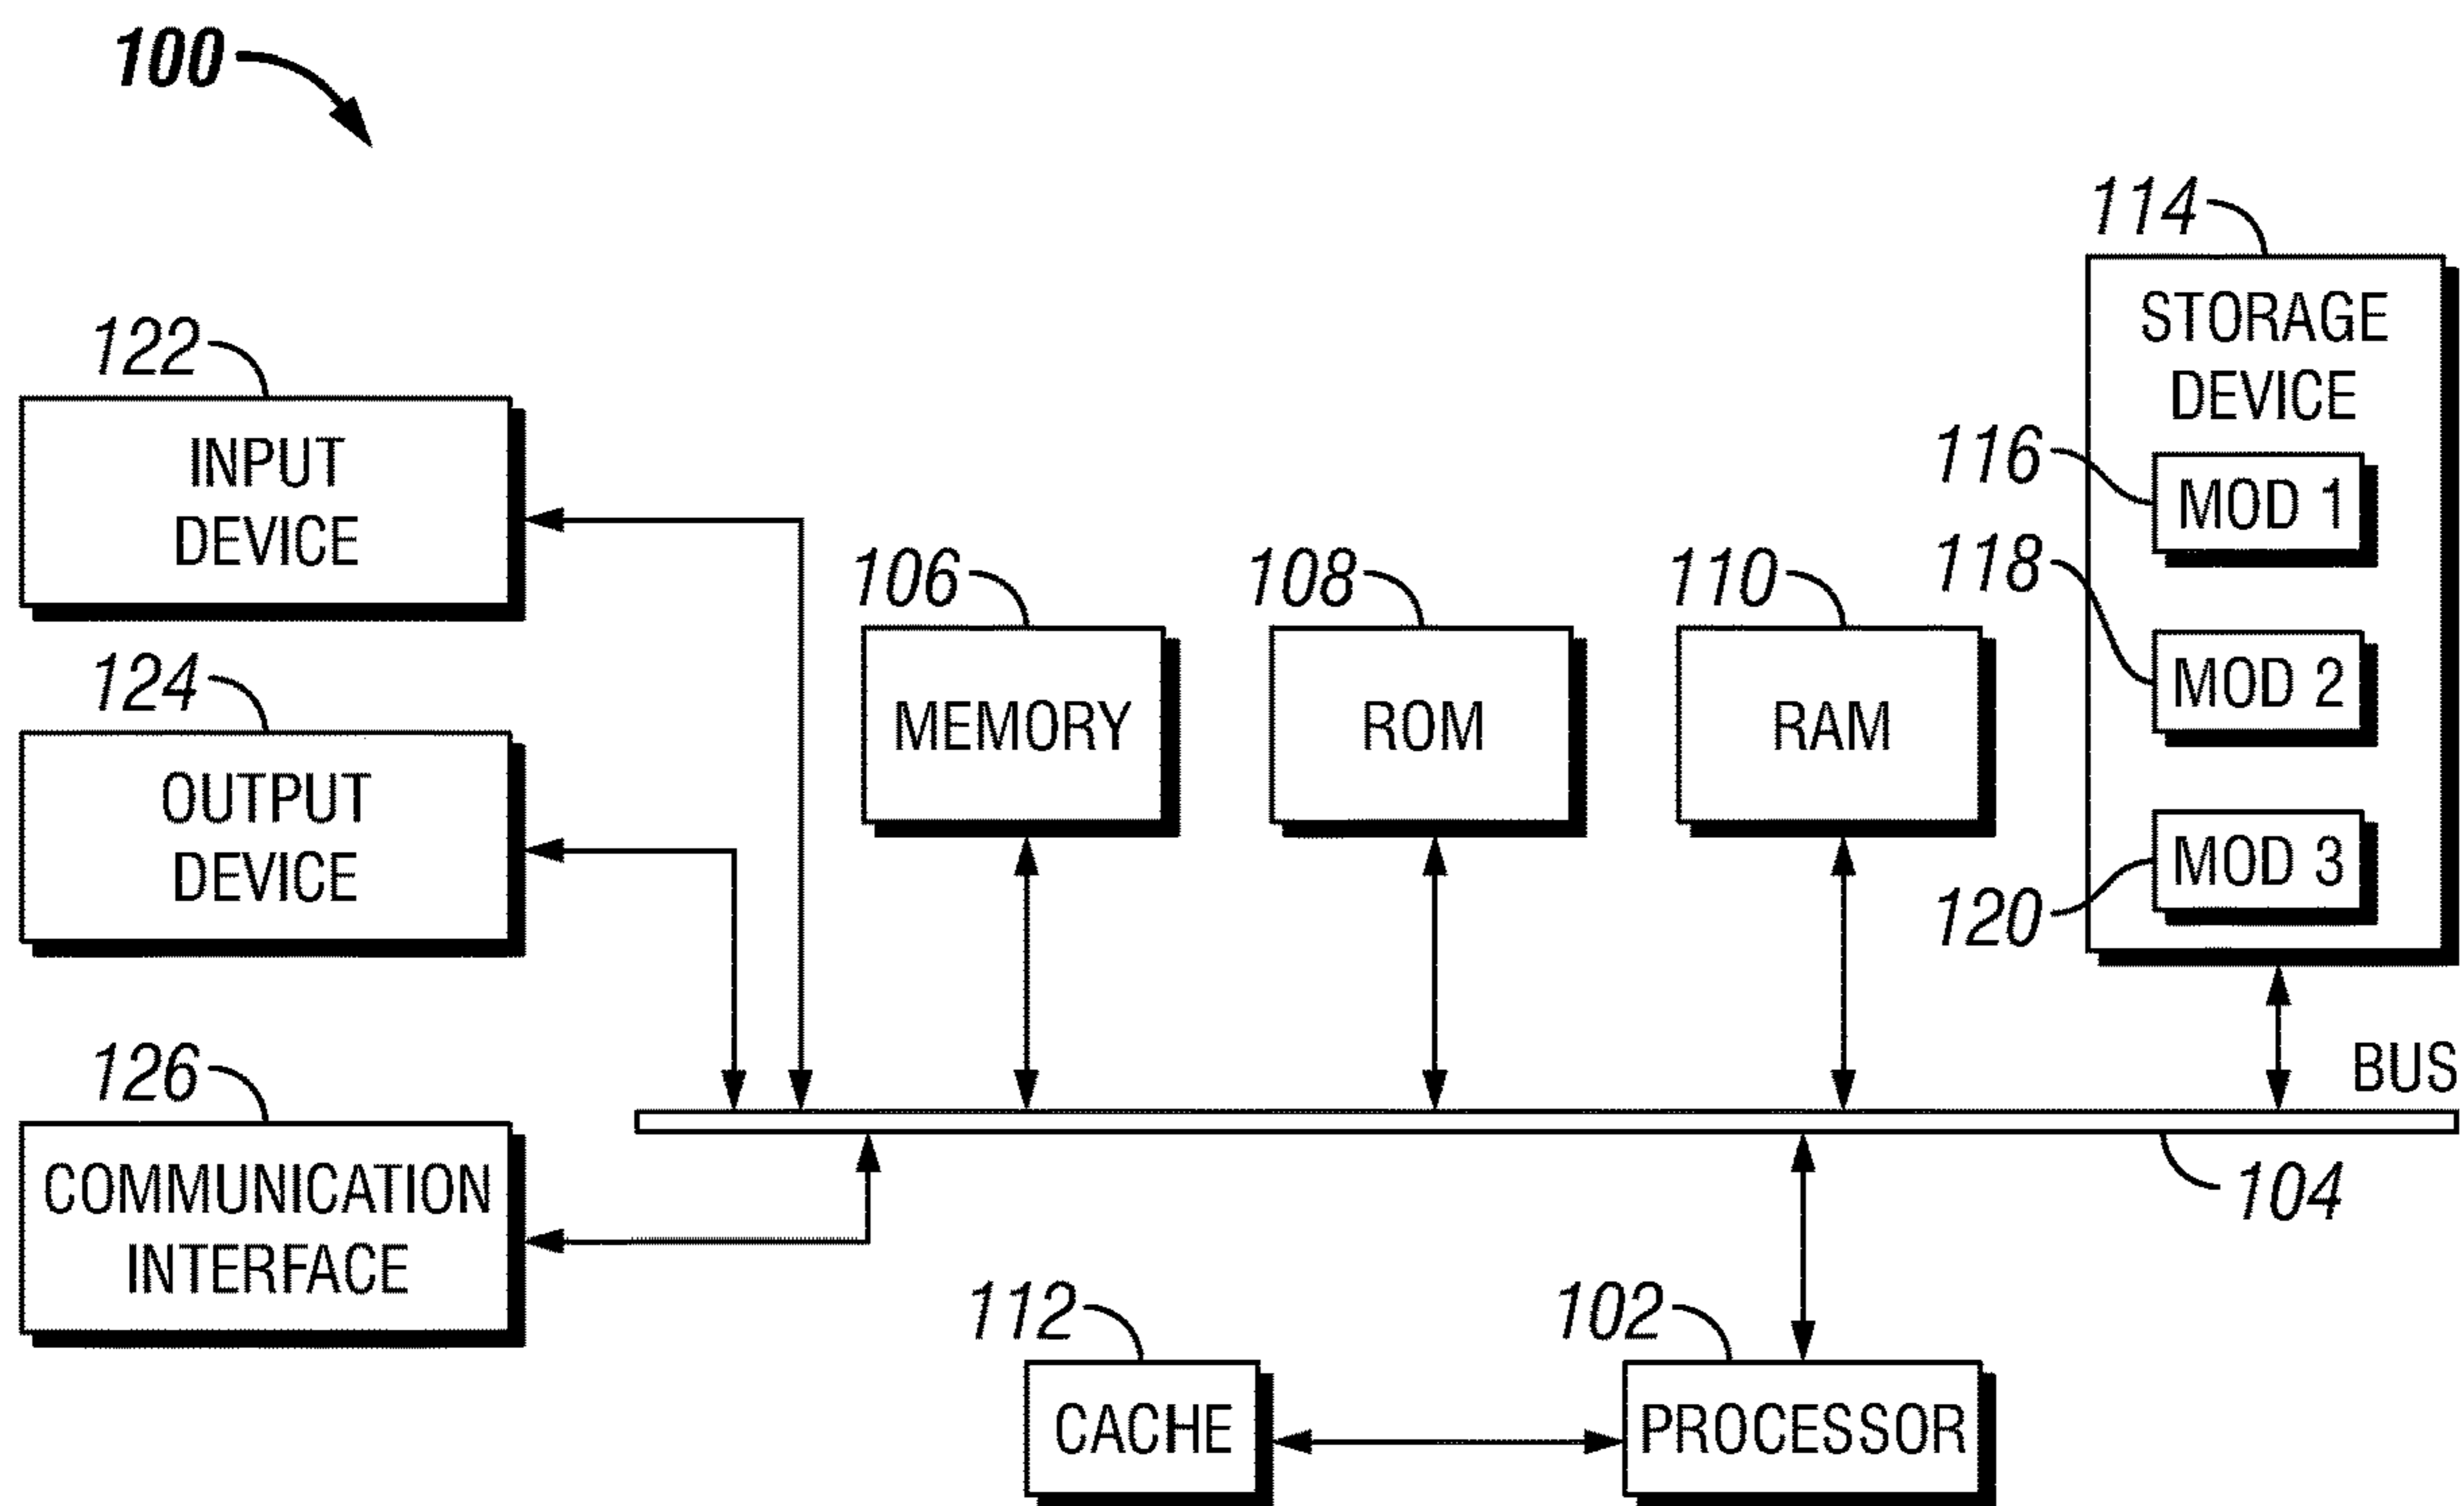 100
114
STORAGE
DEVICE
122
INPUT
DEVICE
116
MOD 1
106
108
110
118
MEMORY
ROM
RAM
MOD 2
124
OUTPUT
DEVICE
MOD 3
120
126
BUS
COMMUNICATION
INTERFACE
104
112
102
CACHE
PROCESSOR